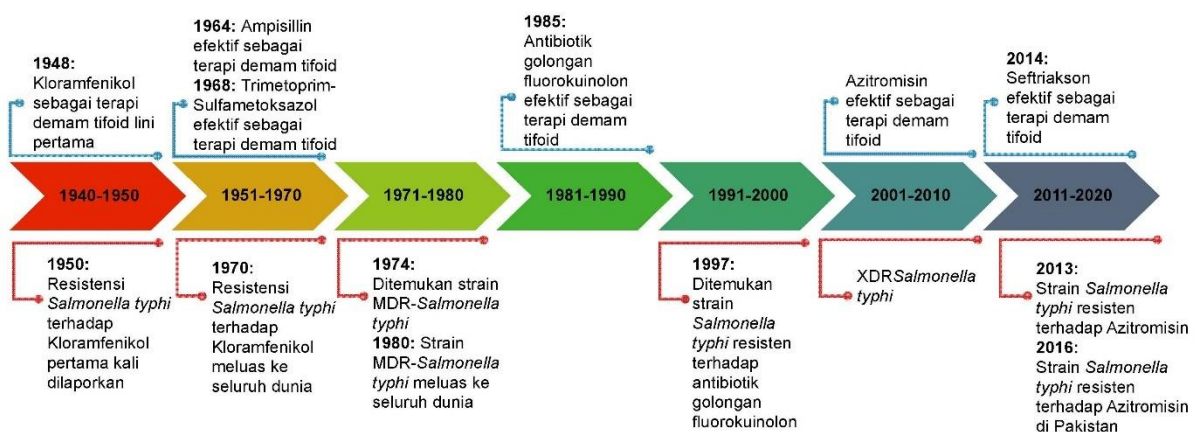 1948:
Kloramfenikol
sebagai terapi
demam tifoid lini
pertama
1964: Ampisillin
efektif sebagai
terapi demam tifoid
1968: Trimetoprim-
Sulfametoksazol
efektif sebagai
terapi demam tifoid
1985:
Antibiotik
golongan
fluorokuinolon
efektif sebagai
terapi demam
tifoid
Azitromisin
efektif sebagai
terapi demam
tifoid
2014:
Seftriakson
efektif sebagai
terapi demam
tifoid
1940-1950
1951-1970
1971-1980
1981-1990
1991-2000
2001-2010
2011-2020
1950:
Resistensi
Salmonella typhi
terhadap
Kloramfenikol
pertama kali
dilaporkan
1970:
Resistensi
Salmonella typhi
terhadap
Kloramfenikol
meluas ke
seluruh dunia
1974:
Ditemukan strain
MDR-Salmonella
typhi
1980: Strain
MDR-Salmonella
typhi meluas ke
seluruh dunia
1997:
Ditemukan
strain
Salmonella
typhi resisten
terhadap
antibiotik
golongan
fluorokuinolon
XDRSalmonella
typhi
2013:
Strain Salmonella
typhi resisten
terhadap Azitromisin
2016:
Strain Salmonella
typhi resisten
terhadap Azitromisin
di Pakistan